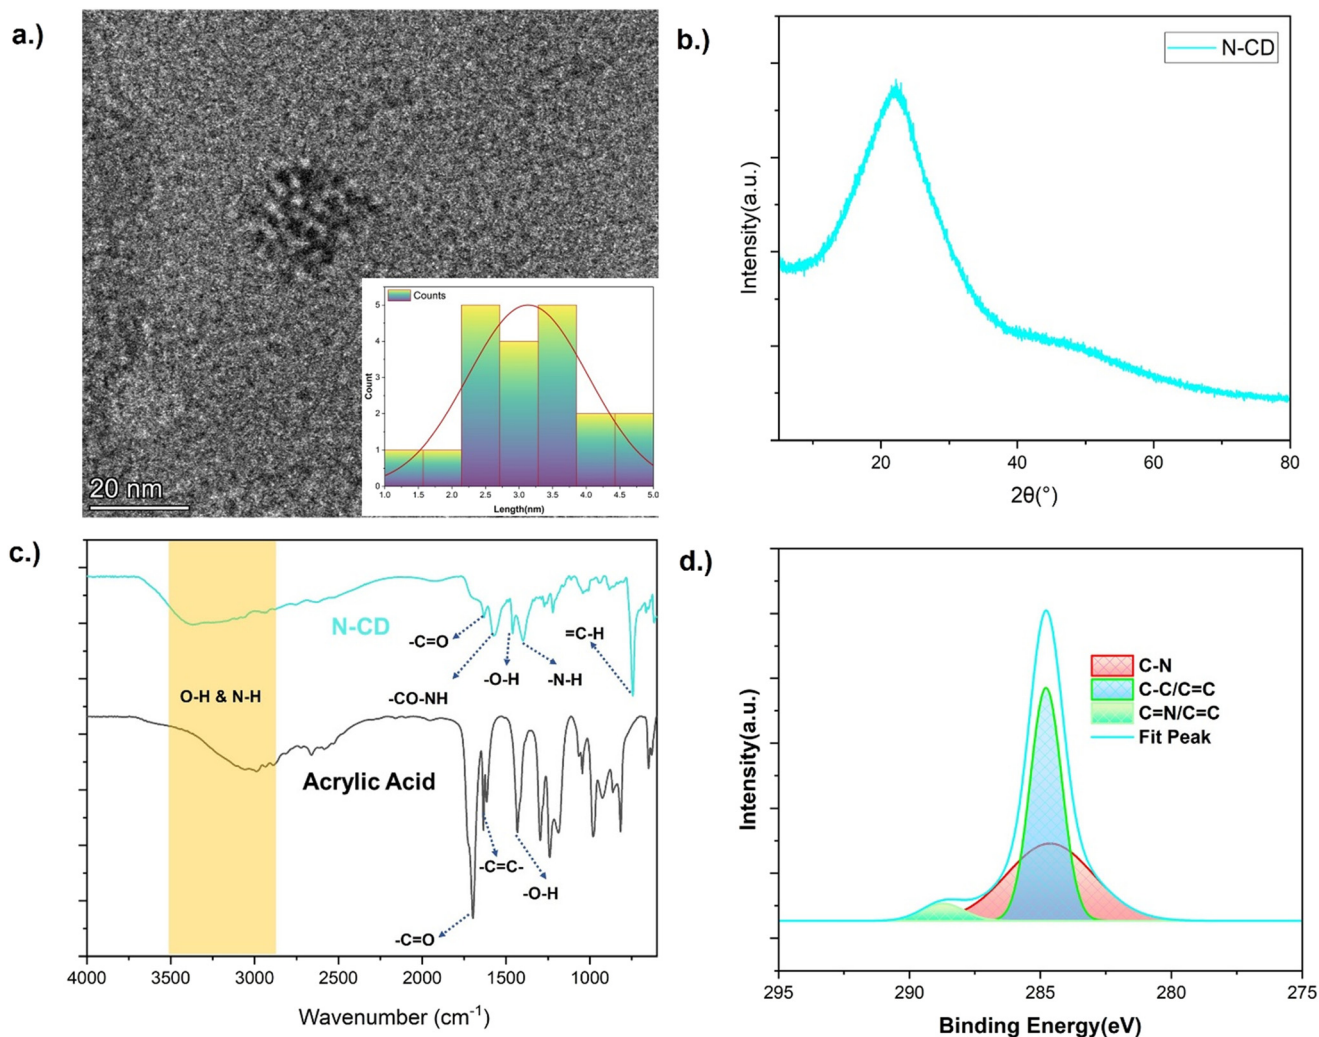 a.)
20 nm
Counts
Count
5
4
3
2
1
0
1.0 1.5 2.0 2.5 3.0 3.5 4.0 4.5 5.0
Length(nm)
b.)
N-CD
Intensity(a.u.)
20 40 60 80
2θ(°)
c.)
N-CD
O-H & N-H
-C=O
-CO-NH
-O-H
-N-H
=C-H
Acrylic Acid
-C=C-
-O-H
-C=O
4000 3500 3000 2500 2000 1500 1000
Wavenumber (cm⁻¹)
d.)
Intensity(a.u.)
C-N
C-C/C=C
C=N/C=C
Fit Peak
295 290 285 280 275
Binding Energy(eV)